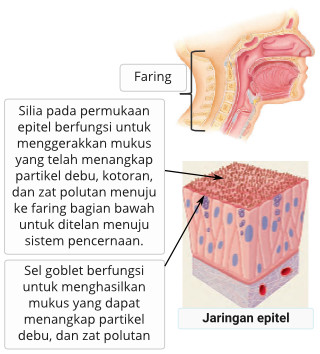 Faring
Silia pada permukaan
epitel berfungsi untuk
menggerakkan mukus
yang telah menangkap
partikel debu, kotoran,
dan zat polutan menuju
ke faring bagian bawah
untuk ditelan menuju
sistem pencernaan.
Sel goblet berfungsi
untuk menghasilkan
mukus yang dapat
menangkap partikel
debu, dan zat polutan
Jaringan epitel